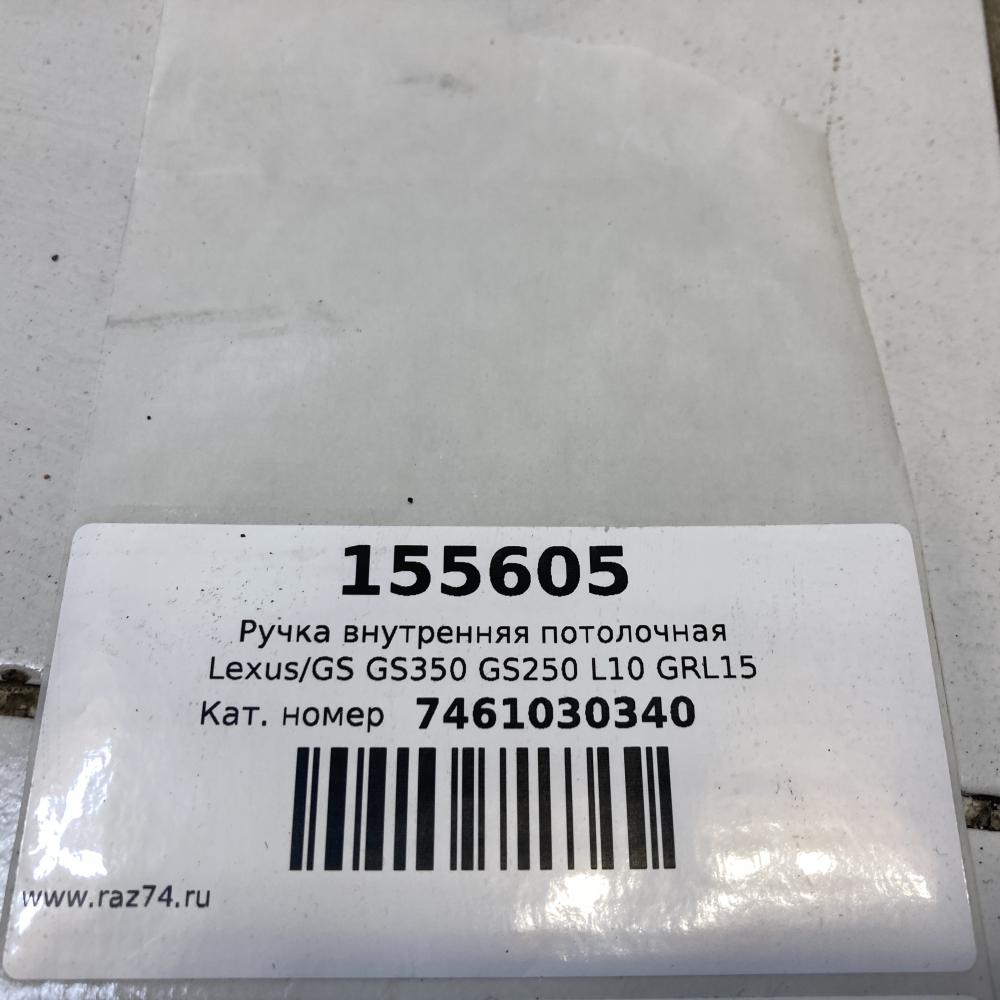 155605
Ручка внутренняя потолочная
Lexus/GS GS350 GS250 L10 GRL15
Кат. номер 7461030340
www.raz74.ru